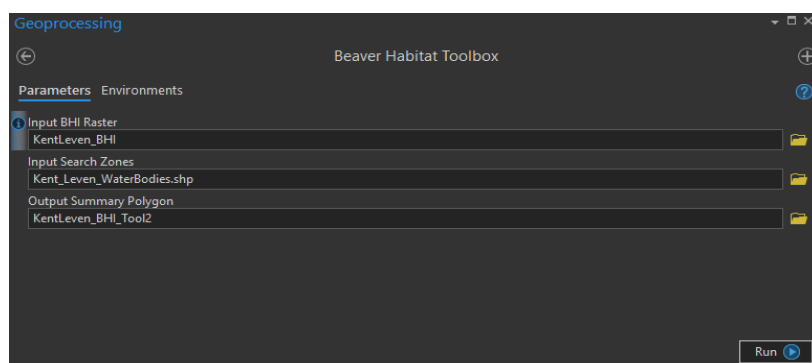 Geoprocessing
Beaver Habitat Toolbox
Parameters Environments
Input BHI Raster
KentLeven_BHI
Input Search Zones
Kent_Leven_WaterBodies.shp
Output Summary Polygon
KentLeven_BHI_Tool2
Run